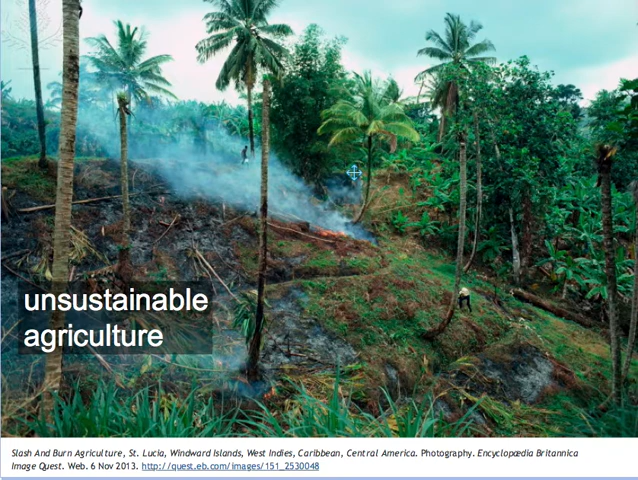 unsustainable
agriculture
Slash And Burn Agriculture, St. Lucia, Windward Islands, West Indies, Caribbean, Central America. Photography. Encyclopædia Britannica
Image Quest. Web. 6 Nov 2013. http://quest.eb.com/images/151_2530048